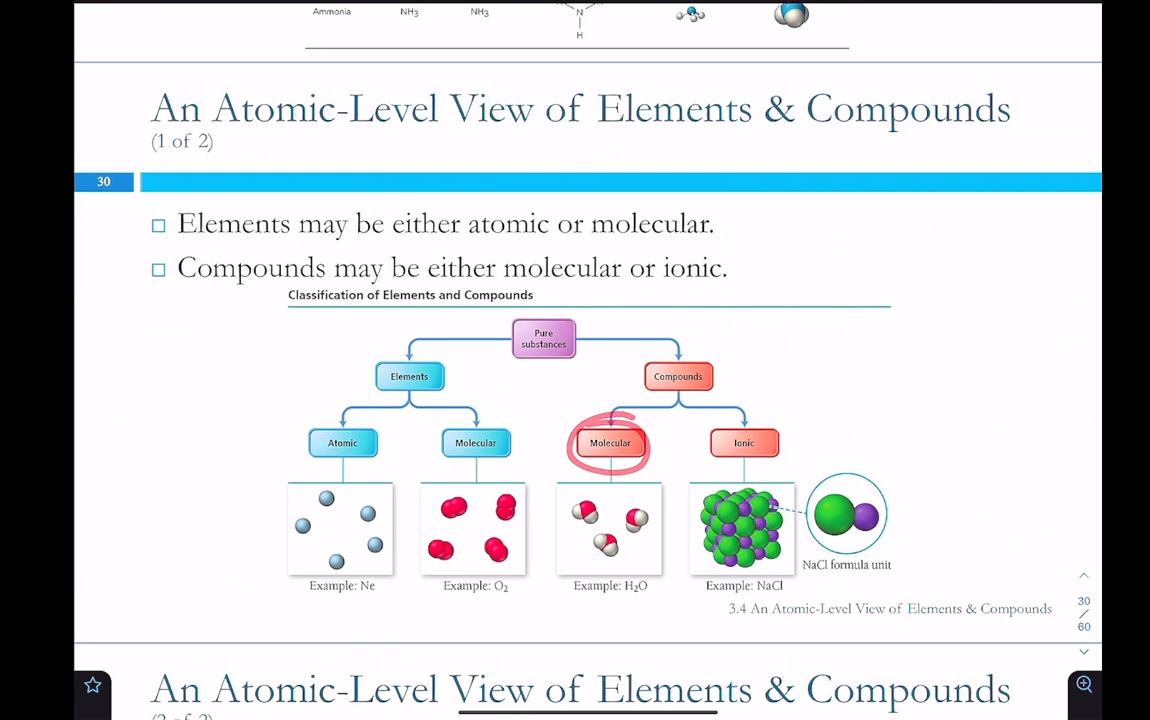 Ammonia NH₃ NH₃ N
H
An Atomic-Level View of Elements & Compounds
(1 of 2)
30
Elements may be either atomic or molecular.
Compounds may be either molecular or ionic.
Classification of Elements and Compounds
Pure
substances
Elements Compounds
Atomic Molecular Molecular Ionic
NaCl formula unit
Example: Ne Example: O₂ Example: H₂O Example: NaCl
3.4 An Atomic-Level View of Elements & Compounds
30
/
60
An Atomic-Level View of Elements & Compounds